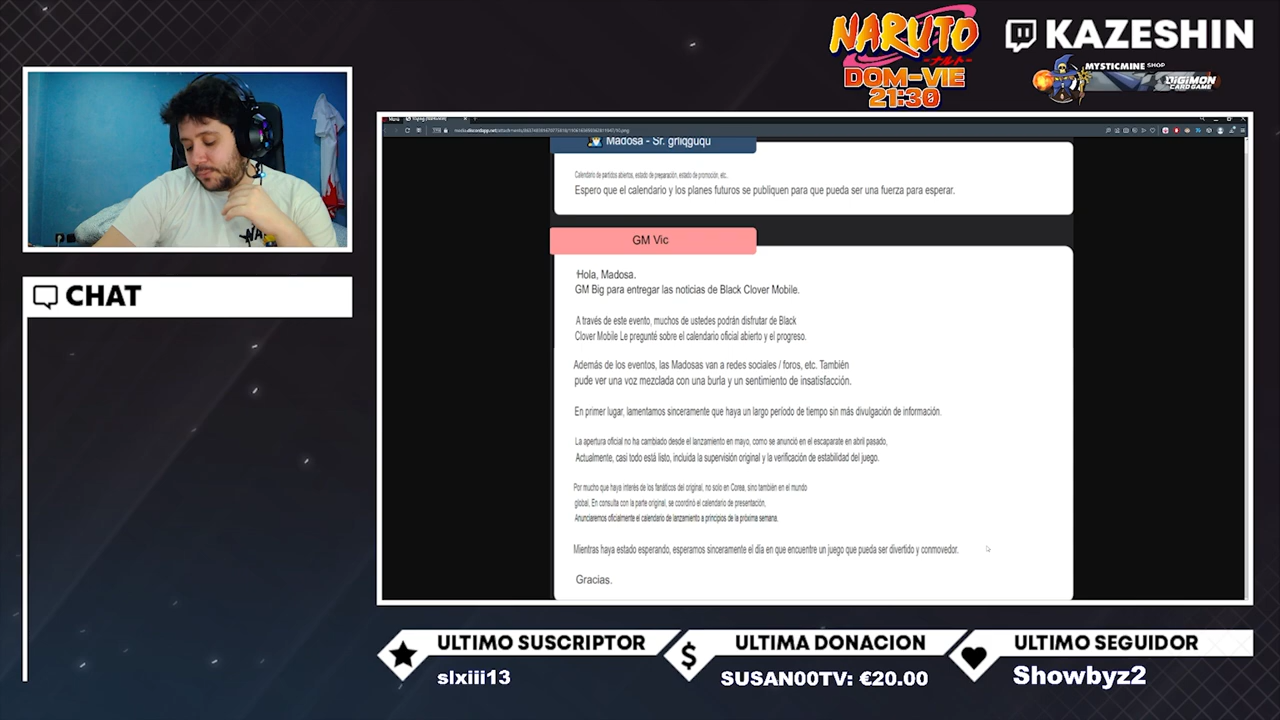 NARUTO
-ナルト-
DOM-VIE
21:30
KAZESHIN
MYSTICMINE SHOP
DIGIMON
CARD GAME
CHAT
Madosa - Sr. grliqguqu
Calendario de partidos abiertos, estado de preparación, estado de promoción, etc.
Espero que el calendario y los planes futuros se publiquen para que pueda ser una fuerza para esperar.
GM Vic
Hola, Madosa.
GM Big para entregar las noticias de Black Clover Mobile.
A través de este evento, muchos de ustedes podrán disfrutar de Black
Clover Mobile Le pregunté sobre el calendario oficial abierto y el progreso.
Además de los eventos, las Madosas van a redes sociales / foros, etc. También
pude ver una voz mezclada con una burla y un sentimiento de insatisfacción.
En primer lugar, lamentamos sinceramente que haya un largo período de tiempo sin más divulgación de información.
La apertura oficial no ha cambiado desde el lanzamiento en mayo, como se anunció en el escaparate en abril pasado,
Actualmente, casi todo está listo, incluida la supervisión original y la verificación de estabilidad del juego.
Por mucho que haya interés de los fanáticos del original, no solo en Corea, sino también en el mundo
global, En consulta con la parte original, se coordinó el calendario de presentación.
Anunciaremos oficialmente el calendario de lanzamiento a principios de la próxima semana.
Mientras haya estado esperando, esperamos sinceramente el día en que encuentre un juego que pueda ser divertido y conmovedor.
Gracias.
ULTIMO SUSCRIPTOR
slxiii13
ULTIMA DONACION
SUSAN00TV: €20.00
ULTIMO SEGUIDOR
Showbyz2